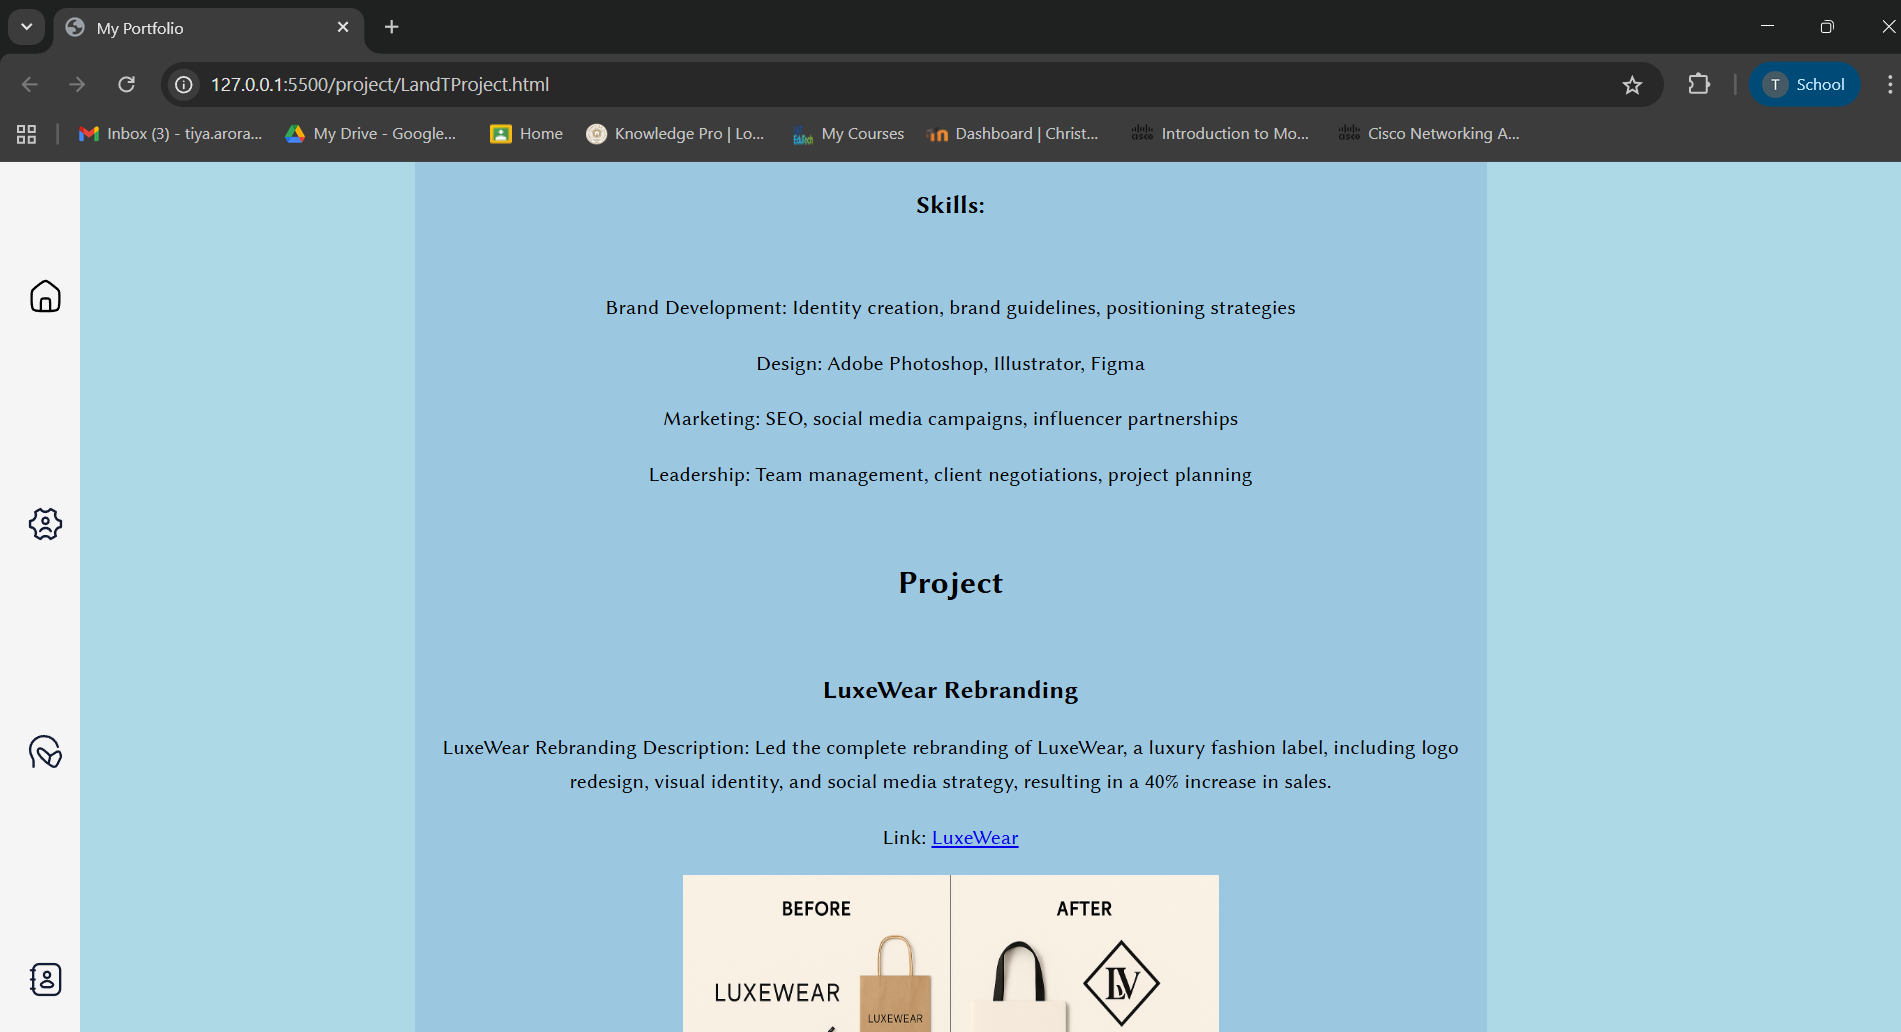 My Portfolio
127.0.0.1:5500/project/LandTProject.html
T School
Inbox (3) - tiya.arora...
My Drive - Google...
Home
Knowledge Pro | Lo...
EduTech
My Courses
Dashboard | Christ...
cisco
Introduction to Mo...
cisco
Cisco Networking A...
Skills:
Brand Development: Identity creation, brand guidelines, positioning strategies
Design: Adobe Photoshop, Illustrator, Figma
Marketing: SEO, social media campaigns, influencer partnerships
Leadership: Team management, client negotiations, project planning
Project
LuxeWear Rebranding
LuxeWear Rebranding Description: Led the complete rebranding of LuxeWear, a luxury fashion label, including logo
redesign, visual identity, and social media strategy, resulting in a 40% increase in sales.
Link: LuxeWear
BEFORE
AFTER
LUXEWEAR
LUXEWEAR
LV